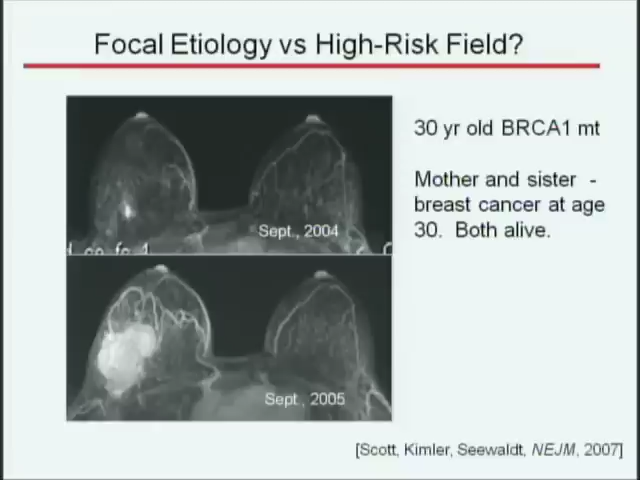 Focal Etiology vs High-Risk Field?
30 yr old BRCA1 mt
Mother and sister -
breast cancer at age
30. Both alive.
Sept., 2004
Sept., 2005
[Scott, Kimler, Seewaldt, NEJM, 2007]